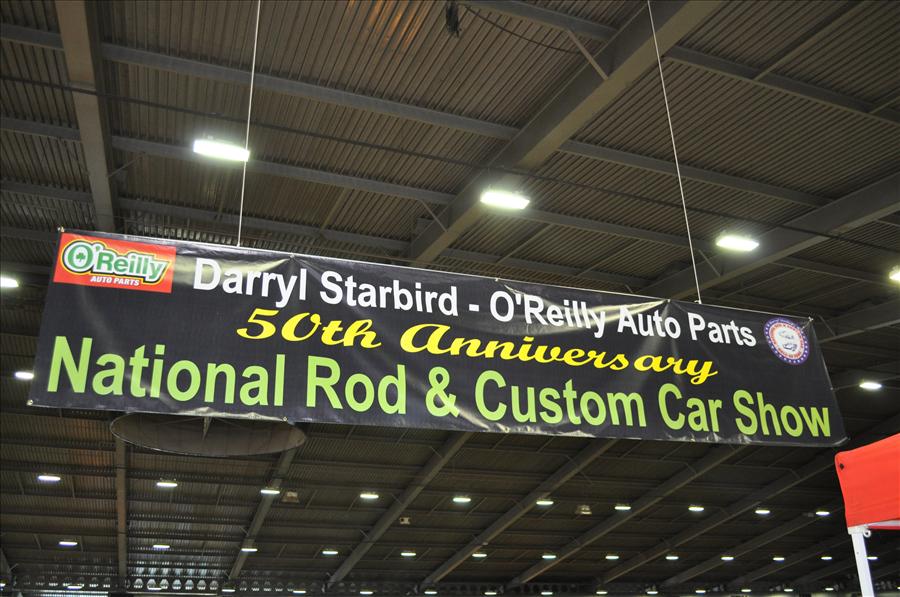 O'Reilly
AUTO PARTS
Darryl Starbird - O'Reilly Auto Parts
50th Anniversary
National Rod & Custom Car Show